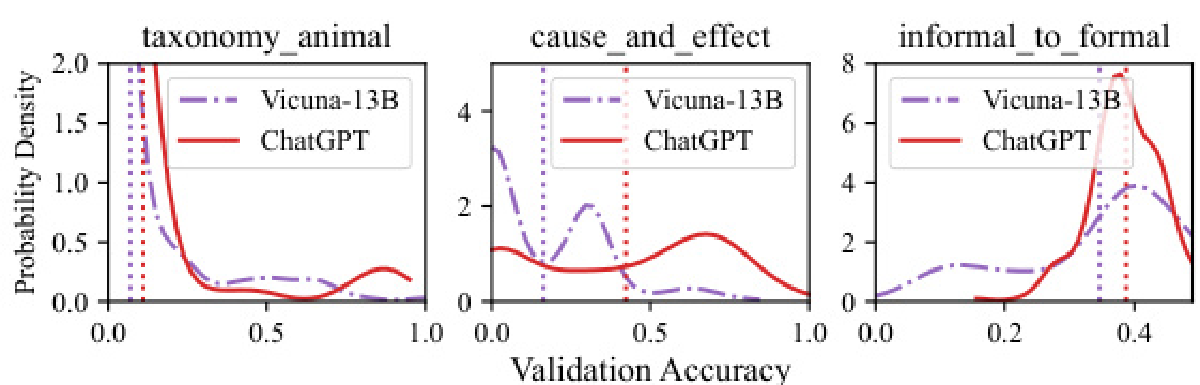 taxonomy_animal
cause_and_effect
informal_to_formal
Probability Density
2.0
1.5
1.0
0.5
0.0
Vicuna-13B
ChatGPT
0.0
0.5
1.0
4
2
0
Vicuna-13B
ChatGPT
0.0
0.5
1.0
8
6
4
2
0
Vicuna-13B
ChatGPT
0.0
0.2
0.4
Validation Accuracy